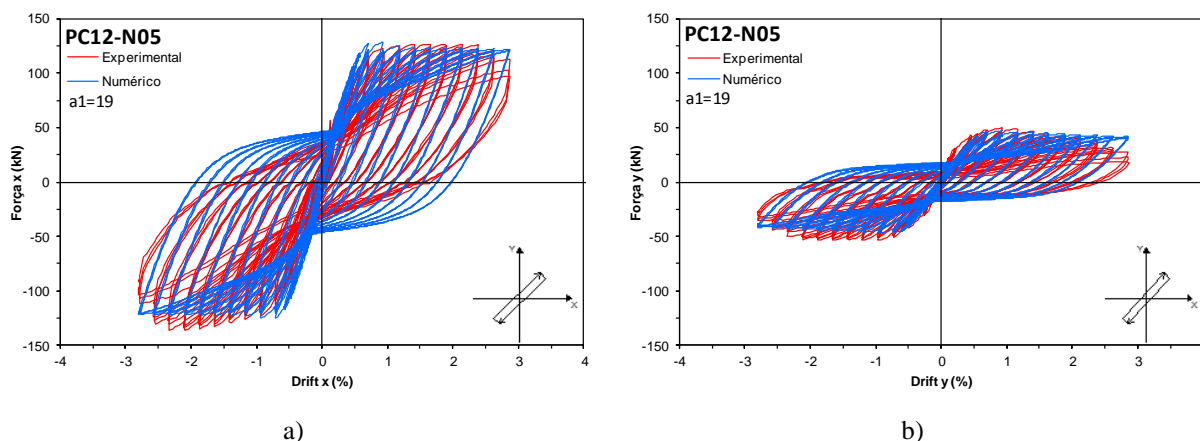 PC12-N05
Experimental
Numérico
a1=19
Força x (kN)
150
100
50
0
-50
-100
-150
-4 -3 -2 -1 0 1 2 3 4
Drift x (%)
Y
X
a)
PC12-N05
Experimental
Numérico
a1=19
Força y (kN)
150
100
50
0
-50
-100
-150
-4 -3 -2 -1 0 1 2 3
Drift y (%)
Y
X
b)